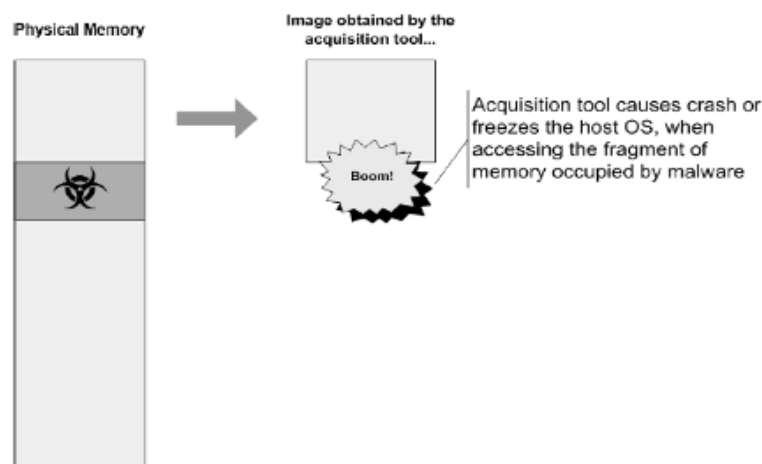 Physical Memory
Image obtained by the
acquisition tool...
Acquisition tool causes crash or
freezes the host OS, when
accessing the fragment of
memory occupied by malware
Boom!